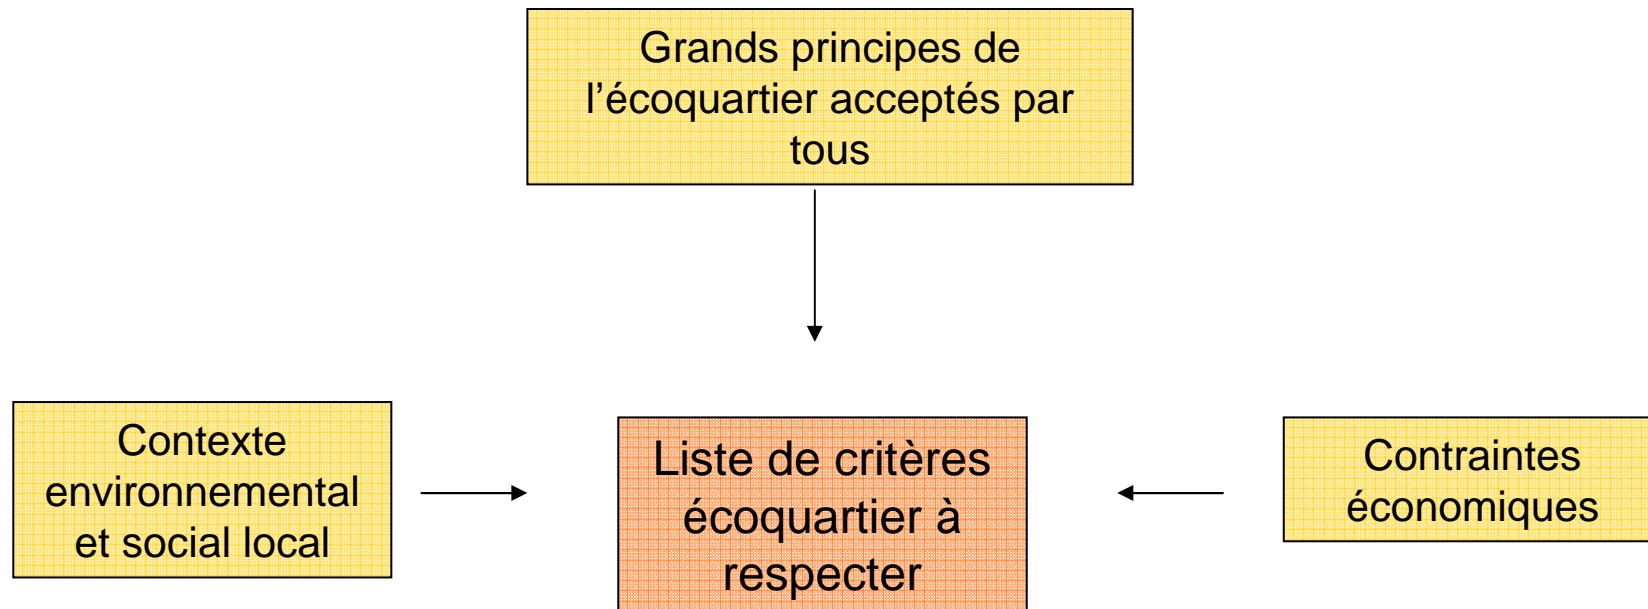 Grands principes de
l’écoquartier acceptés par
tous
Contexte
environnemental
et social local
Liste de critères
écoquartier à
respecter
Contraintes
économiques